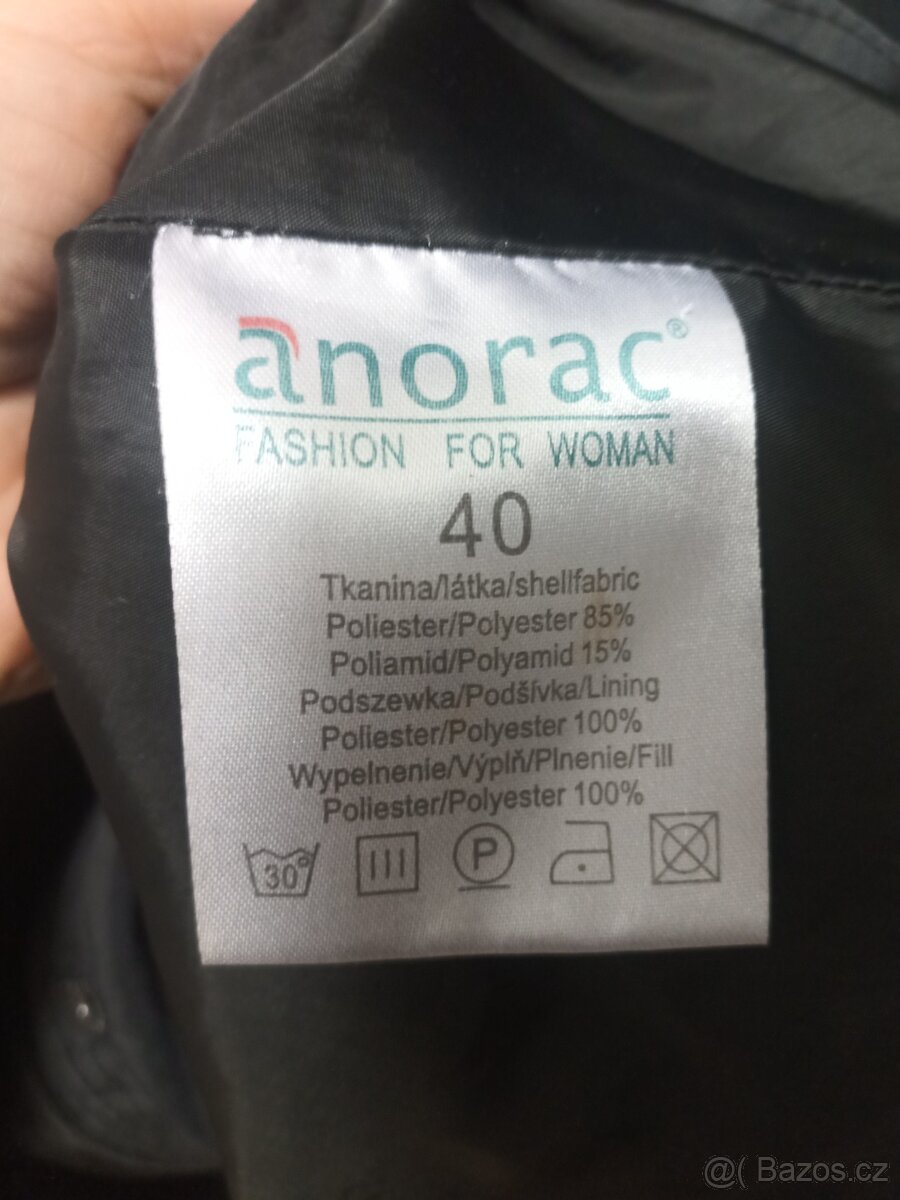 anorac®
FASHION FOR WOMAN
40
Tkanina/látka/shellfabric
Poliester/Polyester 85%
Poliamid/Polyamid 15%
Podszewka/Podšívka/Lining
Poliester/Polyester 100%
Wypelnenie/Výplň/Plnenie/Fill
Poliester/Polyester 100%
30° P
@( Bazos.cz